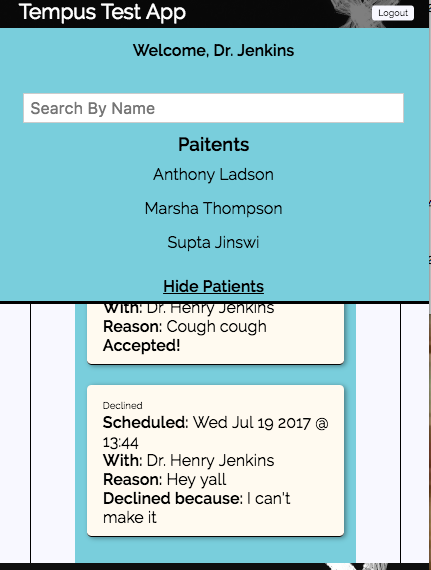 Tempus Test App
Logout
Welcome, Dr. Jenkins
Search By Name
Paitents
Anthony Ladson
Marsha Thompson
Supta Jinswi
Hide Patients
With: Dr. Henry Jenkins
Reason: Cough cough
Accepted!
Declined
Scheduled: Wed Jul 19 2017 @
13:44
With: Dr. Henry Jenkins
Reason: Hey yall
Declined because: I can't
make it